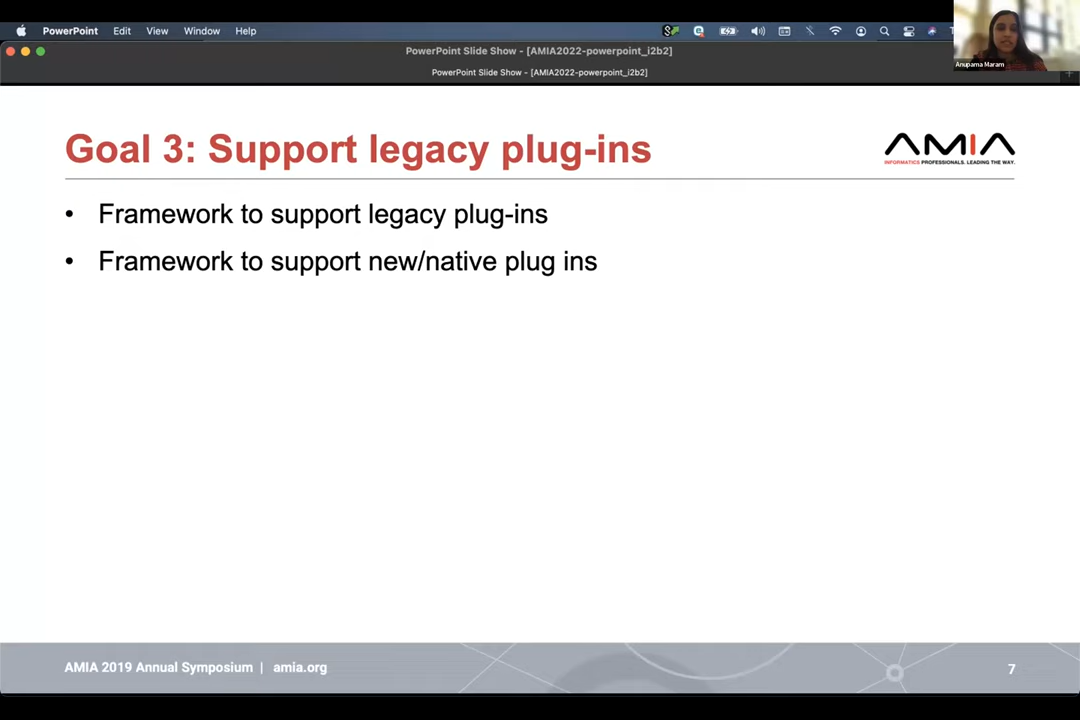 PowerPoint Edit View Window Help
PowerPoint Slide Show - [AMIA2022-powerpoint_i2b2]
PowerPoint Slide Show - [AMIA2022-powerpoint_i2b2]
Anupama Maram
Goal 3: Support legacy plug-ins
AMIA
INFORMATICS PROFESSIONALS. LEADING THE WAY.
• Framework to support legacy plug-ins
• Framework to support new/native plug ins
AMIA 2019 Annual Symposium | amia.org
7